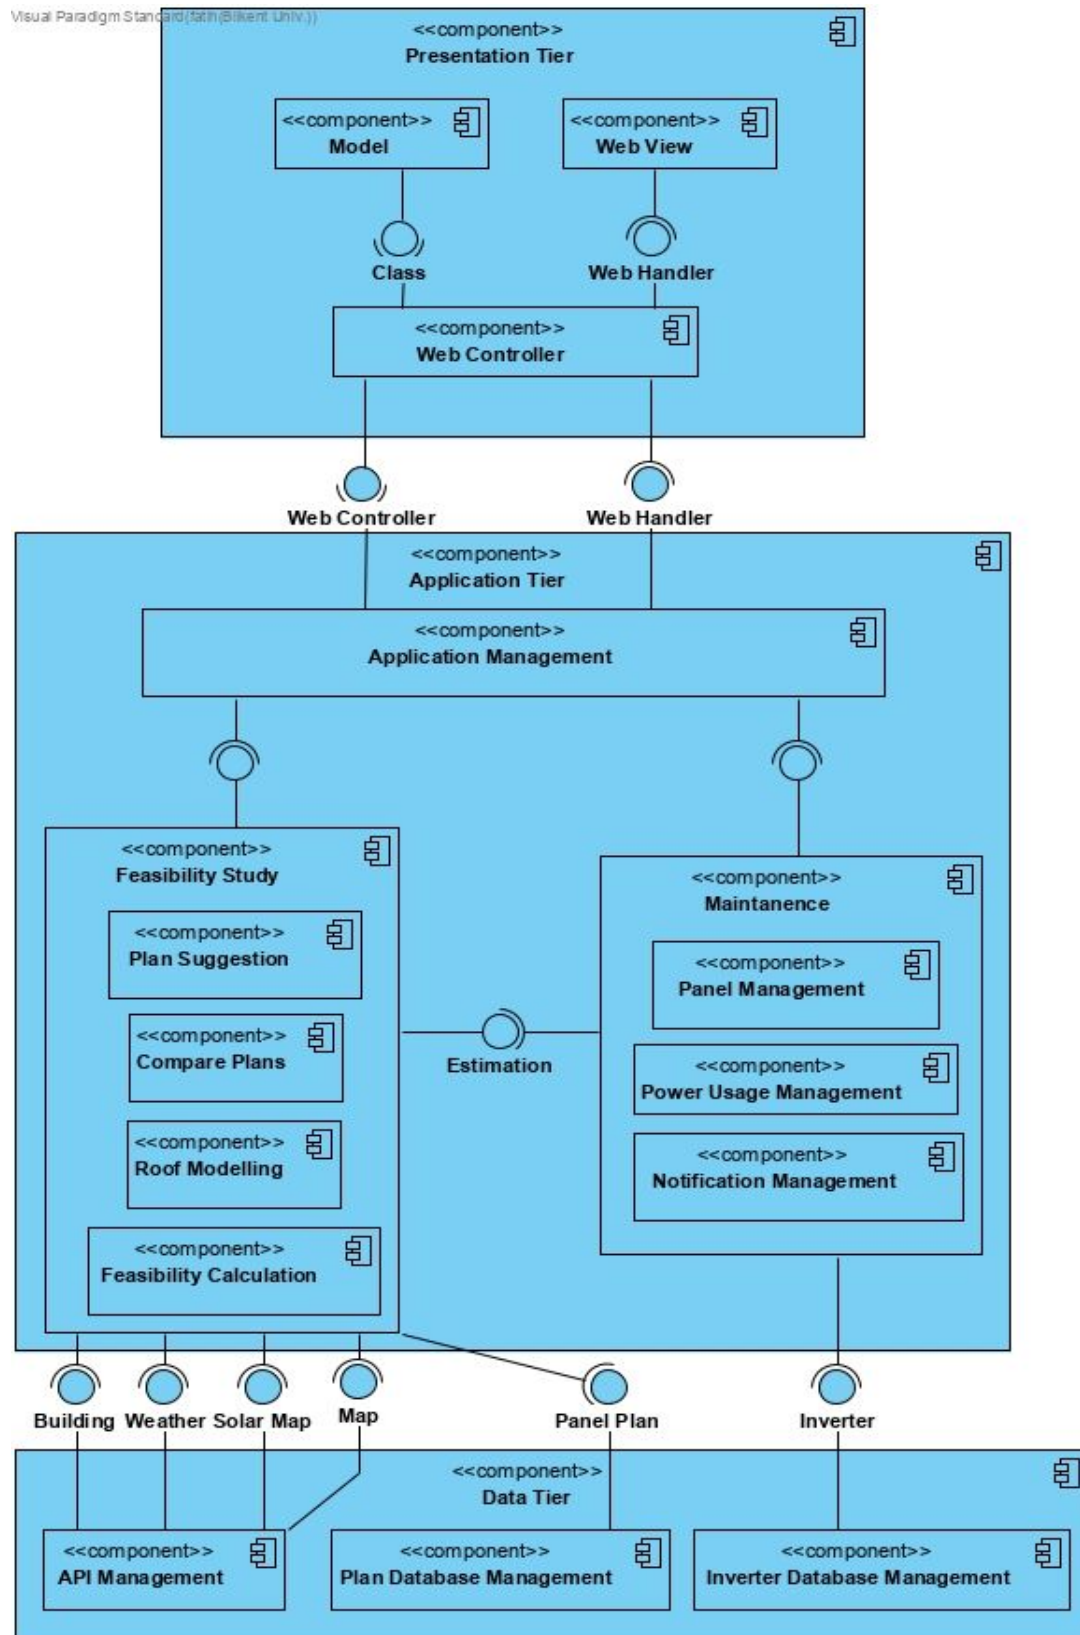 Visual Paradigm Standard(fatih(Bilkent Univ.))
<<component>>
Presentation Tier
<<component>>
Model
<<component>>
Web View
Class
Web Handler
<<component>>
Web Controller
Web Controller
Web Handler
<<component>>
Application Tier
<<component>>
Application Management
<<component>>
Feasibility Study
<<component>>
Plan Suggestion
<<component>>
Compare Plans
<<component>>
Roof Modelling
<<component>>
Feasibility Calculation
Estimation
<<component>>
Maintanence
<<component>>
Panel Management
<<component>>
Power Usage Management
<<component>>
Notification Management
Building
Weather
Solar Map
Map
Panel Plan
Inverter
<<component>>
Data Tier
<<component>>
API Management
<<component>>
Plan Database Management
<<component>>
Inverter Database Management